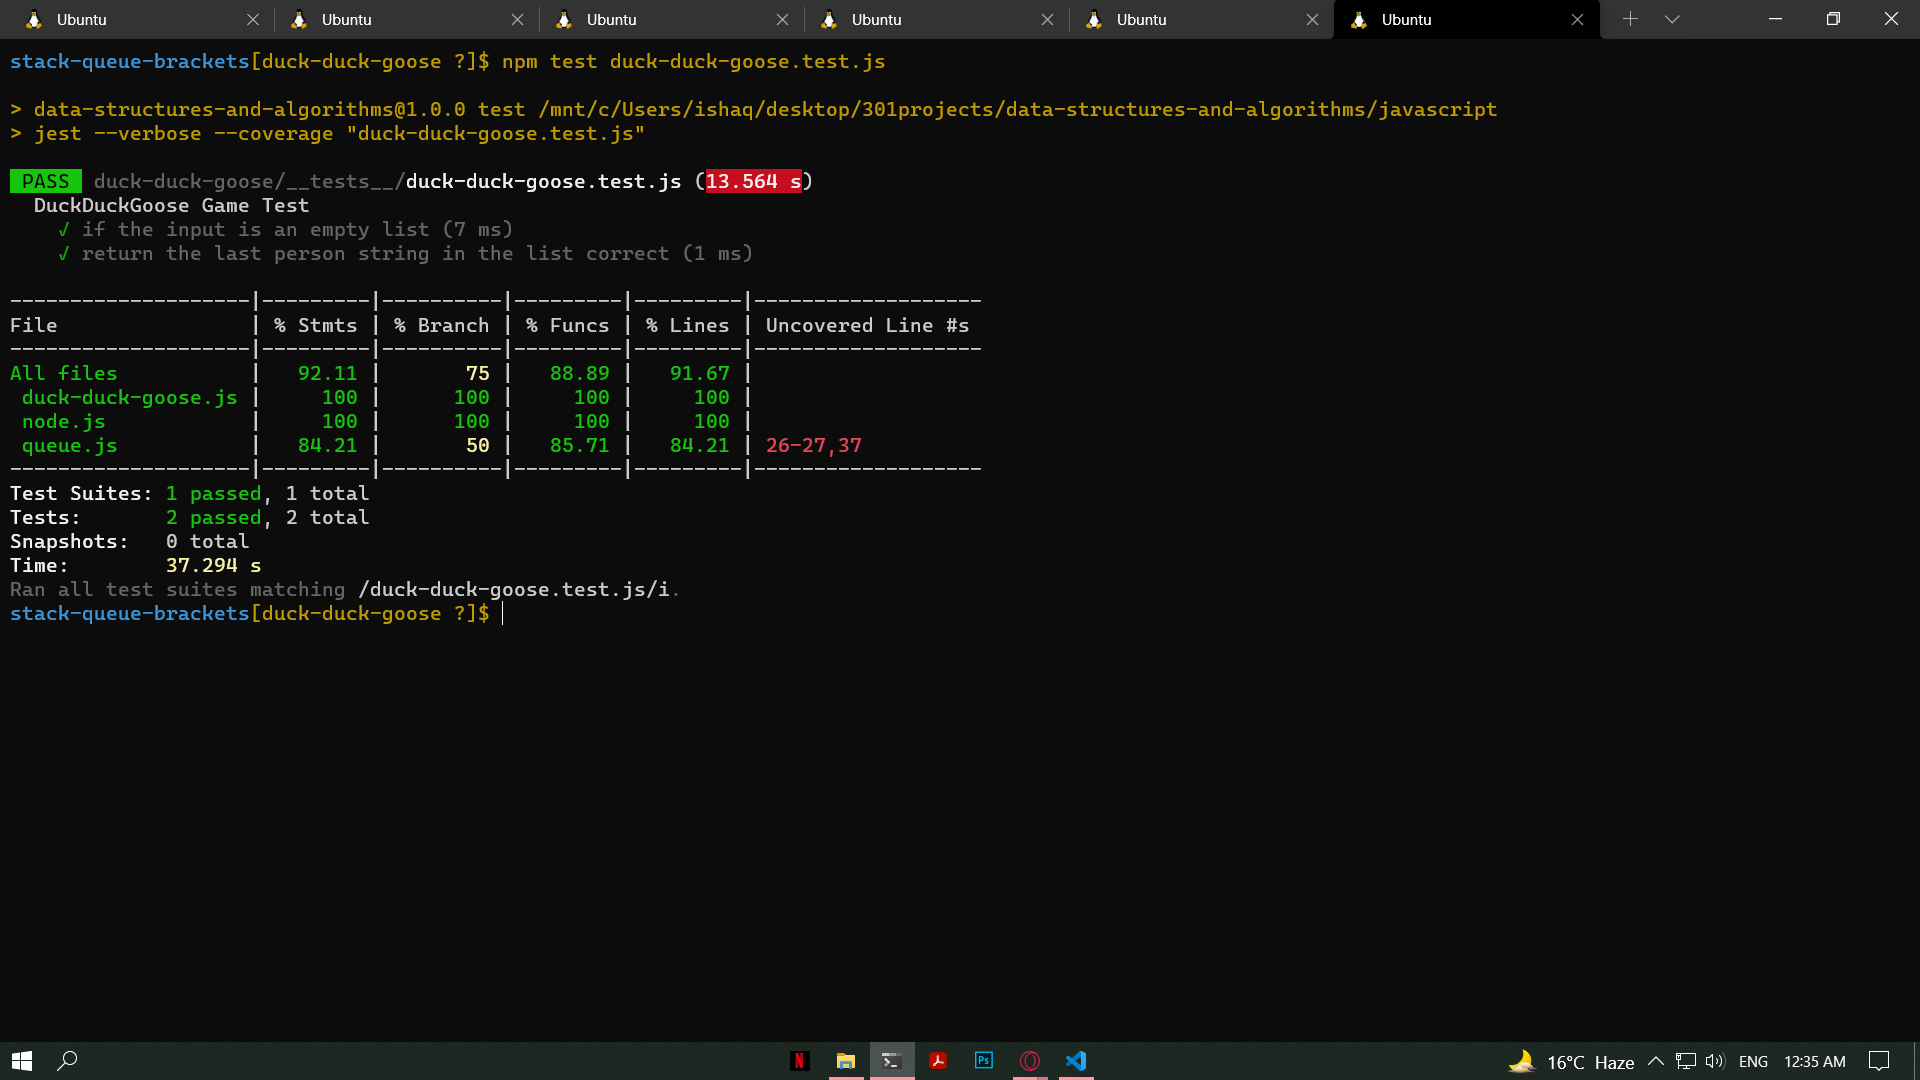 Ubuntu Ubuntu Ubuntu Ubuntu Ubuntu Ubuntu
stack-queue-brackets[duck-duck-goose ?]$ npm test duck-duck-goose.test.js
> data-structures-and-algorithms@1.0.0 test /mnt/c/Users/ishaq/desktop/301projects/data-structures-and-algorithms/javascript
> jest --verbose --coverage "duck-duck-goose.test.js"
PASS duck-duck-goose/__tests__/duck-duck-goose.test.js (13.564 s)
DuckDuckGoose Game Test
√ if the input is an empty list (7 ms)
√ return the last person string in the list correct (1 ms)
--------------------|---------|----------|---------|---------|-------------------
File                | % Stmts | % Branch | % Funcs | % Lines | Uncovered Line #s
--------------------|---------|----------|---------|---------|-------------------
All files           |   92.11 |       75 |   88.89 |   91.67 |
 duck-duck-goose.js |     100 |      100 |     100 |     100 |
 node.js            |     100 |      100 |     100 |     100 |
 queue.js           |   84.21 |       50 |   85.71 |   84.21 | 26-27,37
--------------------|---------|----------|---------|---------|-------------------
Test Suites: 1 passed, 1 total
Tests:       2 passed, 2 total
Snapshots:   0 total
Time:        37.294 s
Ran all test suites matching /duck-duck-goose.test.js/i.
stack-queue-brackets[duck-duck-goose ?]$
N Ps 16°C Haze ENG 12:35 AM